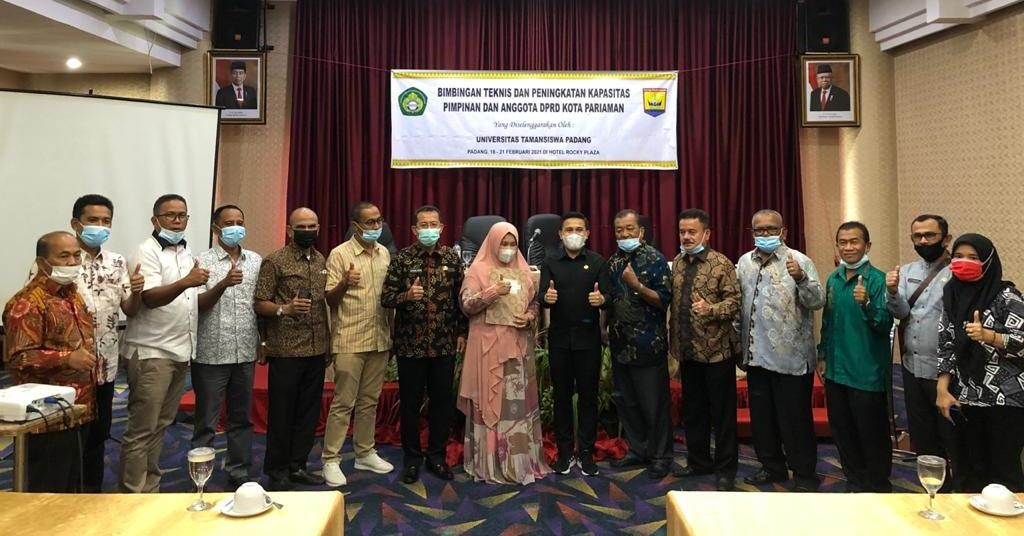 BIMBINGAN TEKNIS DAN PENINGKATAN KAPASITAS
PIMPINAN DAN ANGGOTA DPRD KOTA PARIAMAN
Yang Diselenggarakan Oleh :
UNIVERSITAS TAMANSISWA PADANG
PADANG, 18 - 21 FEBRUARI 2021 DI HOTEL ROCKY PLAZA